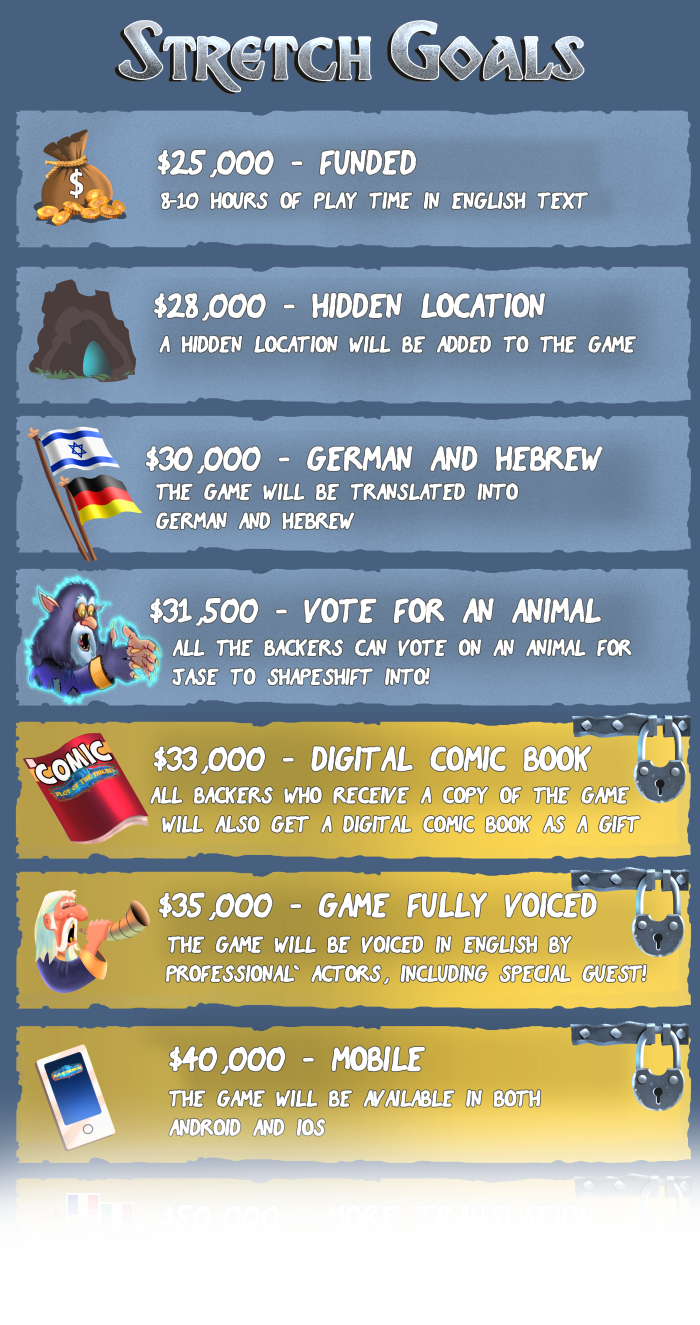 STRETCH GOALS
$
$25,000 - FUNDED
8-10 HOURS OF PLAY TIME IN ENGLISH TEXT
$28,000 - HIDDEN LOCATION
A HIDDEN LOCATION WILL BE ADDED TO THE GAME
$30,000 - GERMAN AND HEBREW
THE GAME WILL BE TRANSLATED INTO
GERMAN AND HEBREW
$31,500 - VOTE FOR AN ANIMAL
ALL THE BACKERS CAN VOTE ON AN ANIMAL FOR
JASE TO SHAPESHIFT INTO!
COMIC
$33,000 - DIGITAL COMIC BOOK
ALL BACKERS WHO RECEIVE A COPY OF THE GAME
WILL ALSO GET A DIGITAL COMIC BOOK AS A GIFT
$35,000 - GAME FULLY VOICED
THE GAME WILL BE VOICED IN ENGLISH BY
PROFESSIONAL` ACTORS, INCLUDING SPECIAL GUEST!
$40,000 - MOBILE
THE GAME WILL BE AVAILABLE IN BOTH
ANDROID AND IOS
$50,000 - MORE TRANSLATION